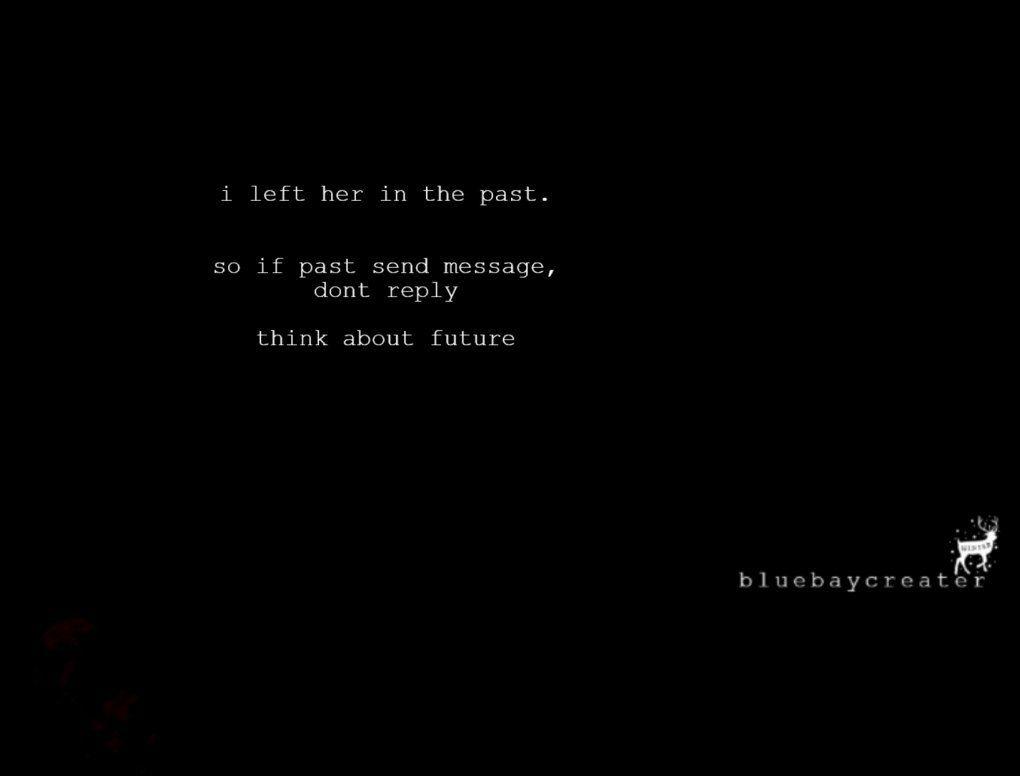 i left her in the past.
so if past send message,
dont reply
think about future
WINTER
bluebaycreater